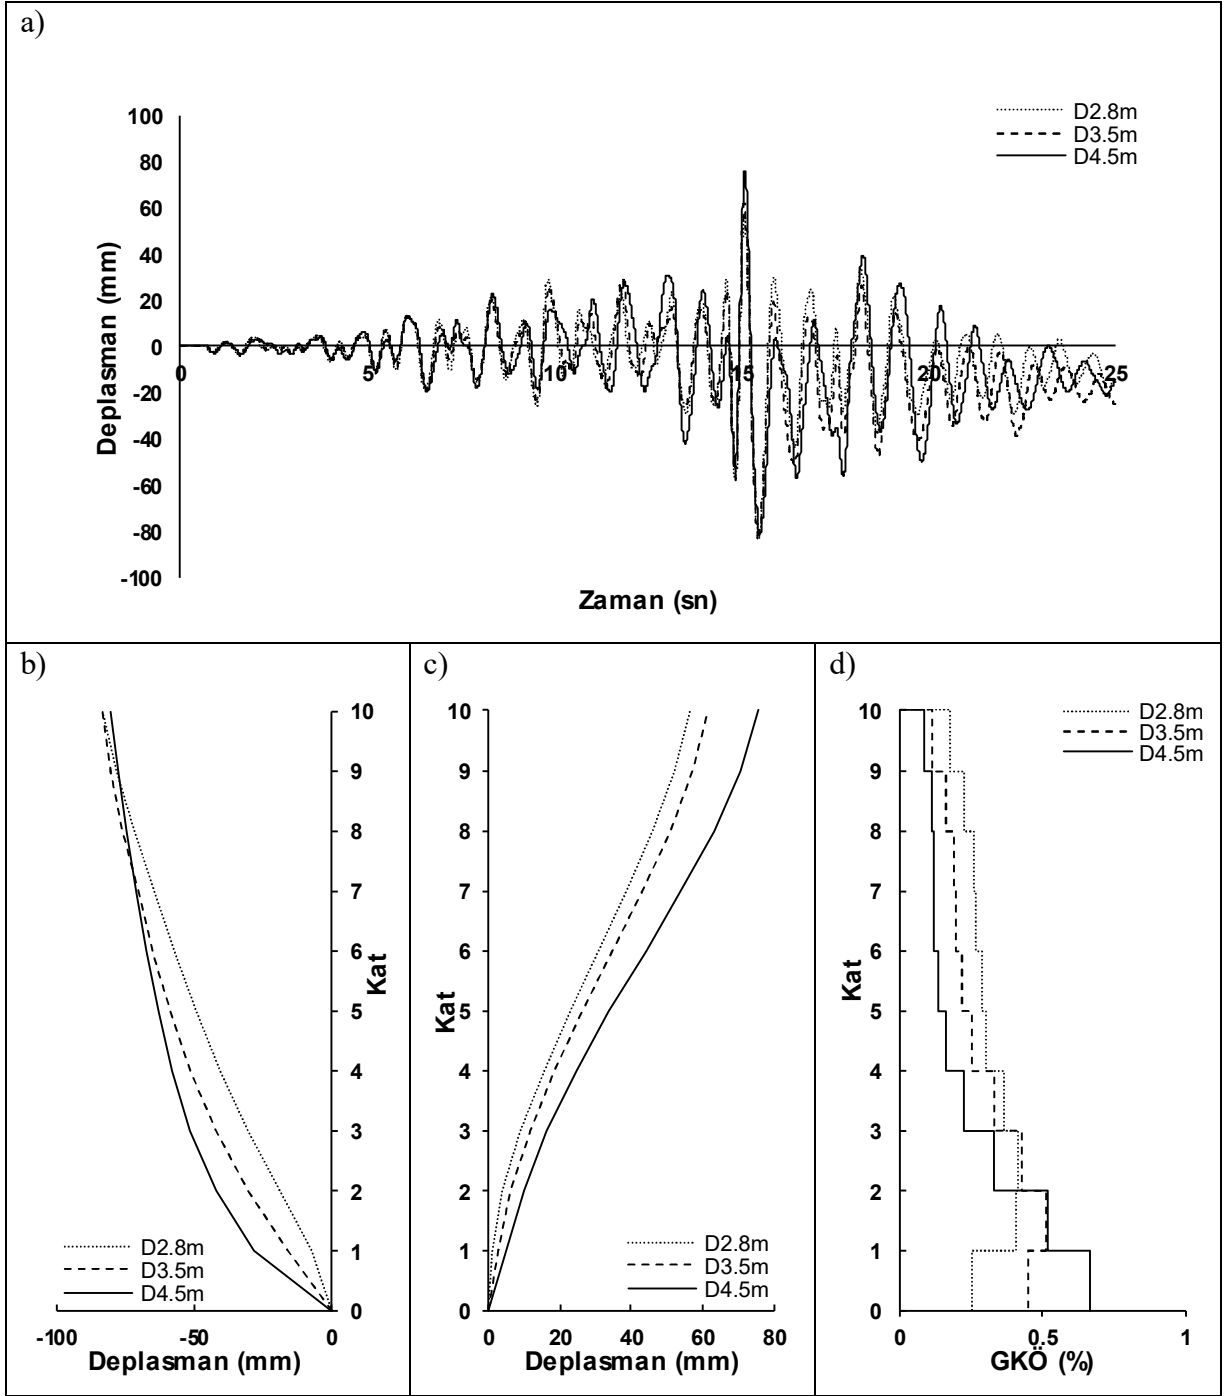 a)
D2.8m
D3.5m
D4.5m
100
80
60
40
20
0
-20
-40
-60
-80
-100
Deplasman (mm)
0 5 10 15 20 25
Zaman (sn)
b)
10
9
8
7
6
5
4
3
2
1
0
Kat
D2.8m
D3.5m
D4.5m
-100 -50 0
Deplasman (mm)
c)
10
9
8
7
6
5
4
3
2
1
0
Kat
D2.8m
D3.5m
D4.5m
0 20 40 60 80
Deplasman (mm)
d)
D2.8m
D3.5m
D4.5m
10
9
8
7
6
5
4
3
2
1
0
Kat
0 0.5 1
GKÖ (%)